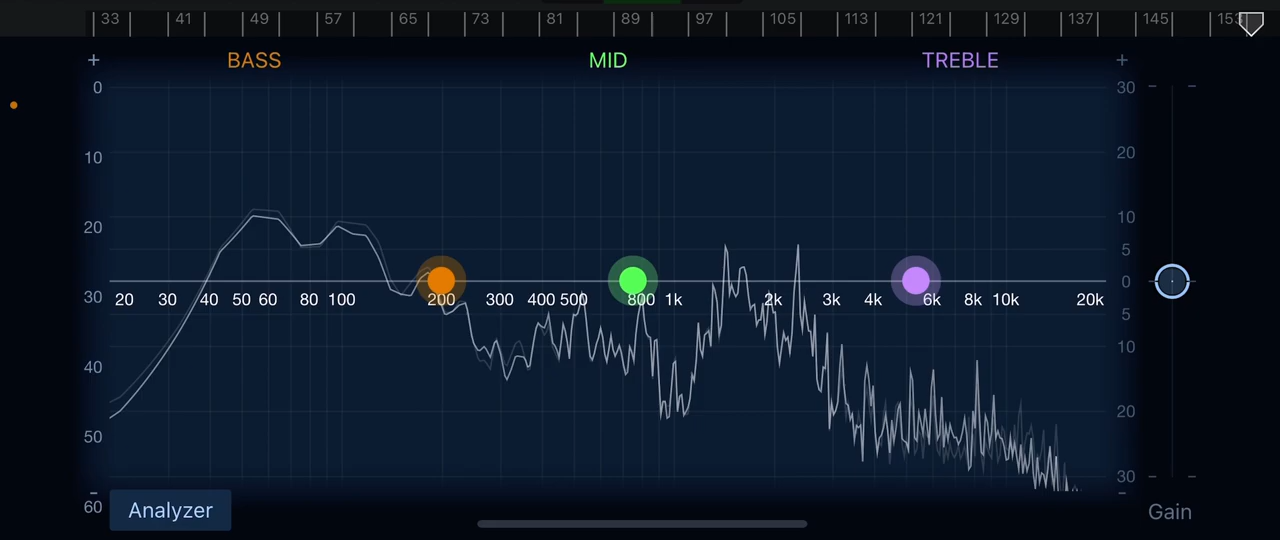 33 41 49 57 65 73 81 89 97 105 113 121 129 137 145 153
+ BASS MID TREBLE +
0 30
10 20
20 10
5
0
30 20 30 40 50 60 80 100 200 300 400 500 800 1k 2k 3k 4k 6k 8k 10k 20k
5
40 10
50 20
30
- -
60 Analyzer Gain